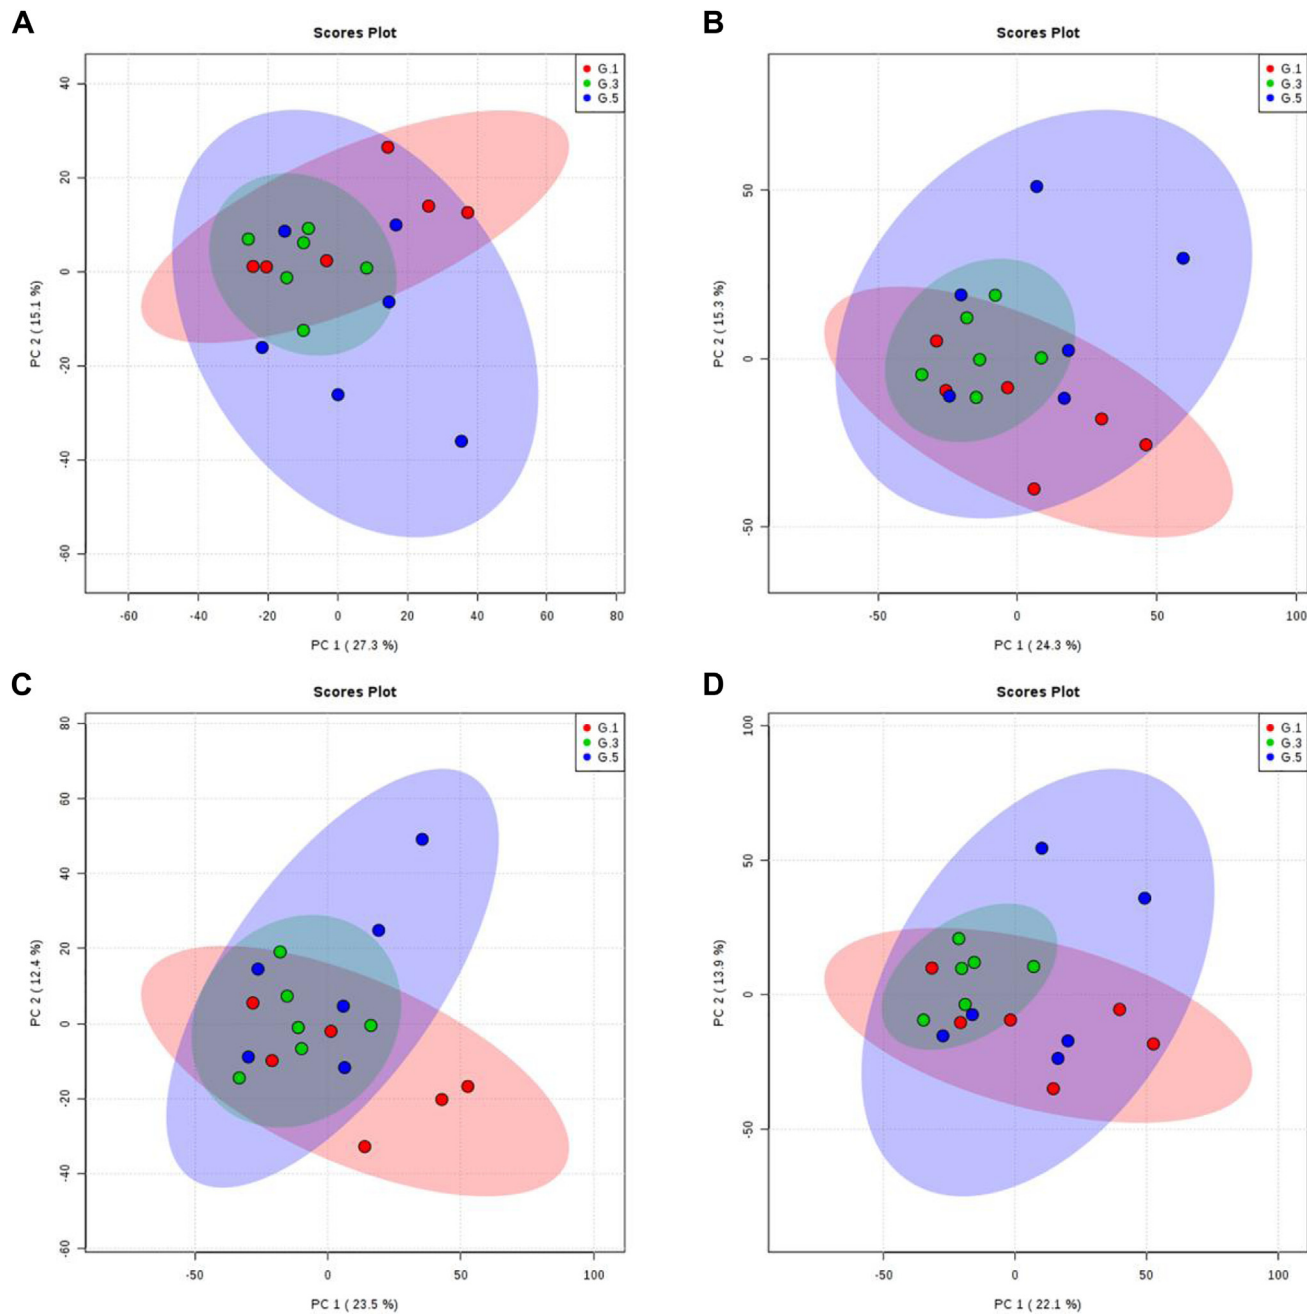 A
Scores Plot
G.1
G.3
G.5
40
20
0
20
-40
-60
PC 2 ( 15.1 %)
-60
-40
-20
0
20
40
60
80
PC 1 ( 27.3 %)
B
Scores Plot
G.1
G.3
G.5
50
0
-50
PC 2 ( 15.3 %)
-50
0
50
100
PC 1 ( 24.3 %)
C
Scores Plot
G.1
G.3
G.5
80
60
40
20
0
-20
-40
-60
PC 2 ( 12.4 %)
-50
0
50
100
PC 1 ( 23.5 %)
D
Scores Plot
G.1
G.3
G.5
100
50
0
-50
PC 2 ( 13.9 %)
-50
0
50
100
PC 1 ( 22.1 %)